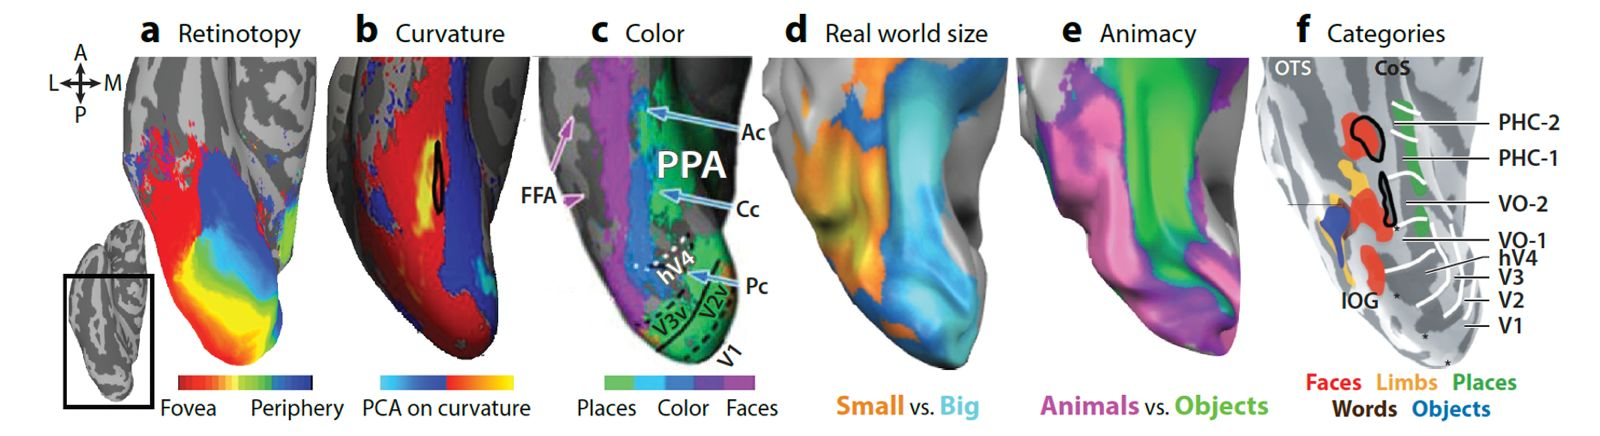 a Retinotopy
b Curvature
c Color
d Real world size
e Animacy
f Categories
A
L M
P
FFA
PPA
Ac
Cc
Pc
hV4
V3v
V2v
V1
OTS
CoS
IOG
PHC-2
PHC-1
VO-2
VO-1
hV4
V3
V2
V1
*
*
*
*
Fovea Periphery
PCA on curvature
Places Color Faces
Small vs. Big
Animals vs. Objects
Faces Limbs Places
Words Objects